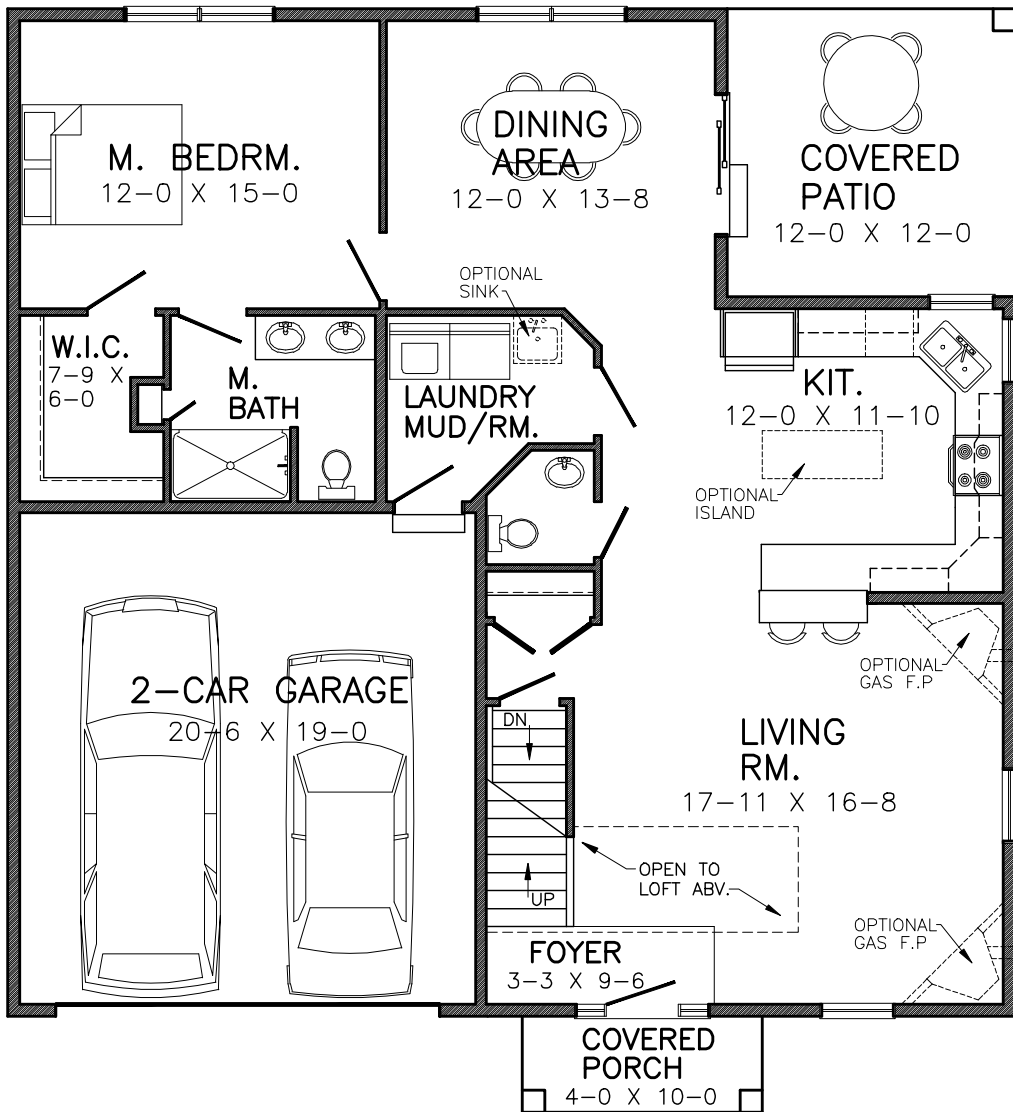 M. BEDRM.
12-0 X 15-0
DINING
AREA
12-0 X 13-8
COVERED
PATIO
12-0 X 12-0
OPTIONAL
SINK
W.I.C.
7-9 X
6-0
M.
BATH
LAUNDRY
MUD/RM.
KIT.
12-0 X 11-10
OPTIONAL
ISLAND
2-CAR GARAGE
20-6 X 19-0
OPTIONAL
GAS F.P
DN
LIVING
RM.
17-11 X 16-8
OPEN TO
LOFT ABV.
UP
OPTIONAL
GAS F.P
FOYER
3-3 X 9-6
COVERED
PORCH
4-0 X 10-0